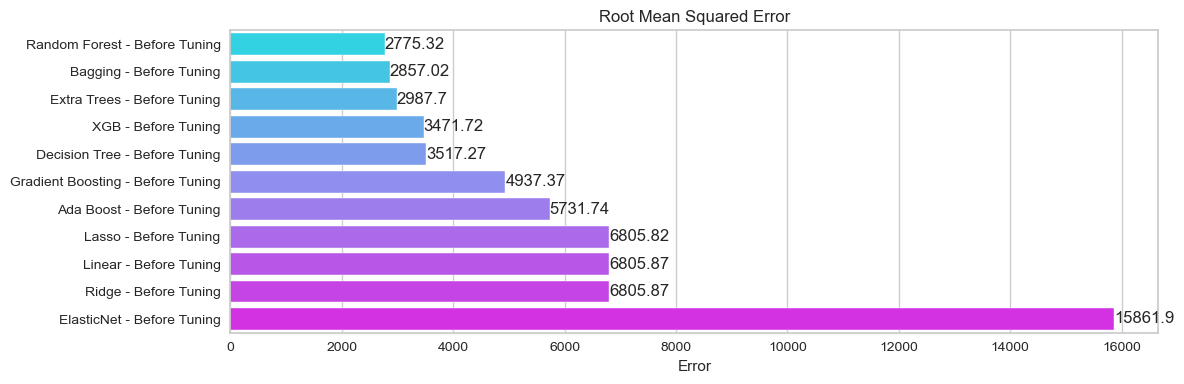 Root Mean Squared Error
Random Forest - Before Tuning 2775.32
Bagging - Before Tuning 2857.02
Extra Trees - Before Tuning 2987.7
XGB - Before Tuning 3471.72
Decision Tree - Before Tuning 3517.27
Gradient Boosting - Before Tuning 4937.37
Ada Boost - Before Tuning 5731.74
Lasso - Before Tuning 6805.82
Linear - Before Tuning 6805.87
Ridge - Before Tuning 6805.87
ElasticNet - Before Tuning 15861.9
0 2000 4000 6000 8000 10000 12000 14000 16000
Error